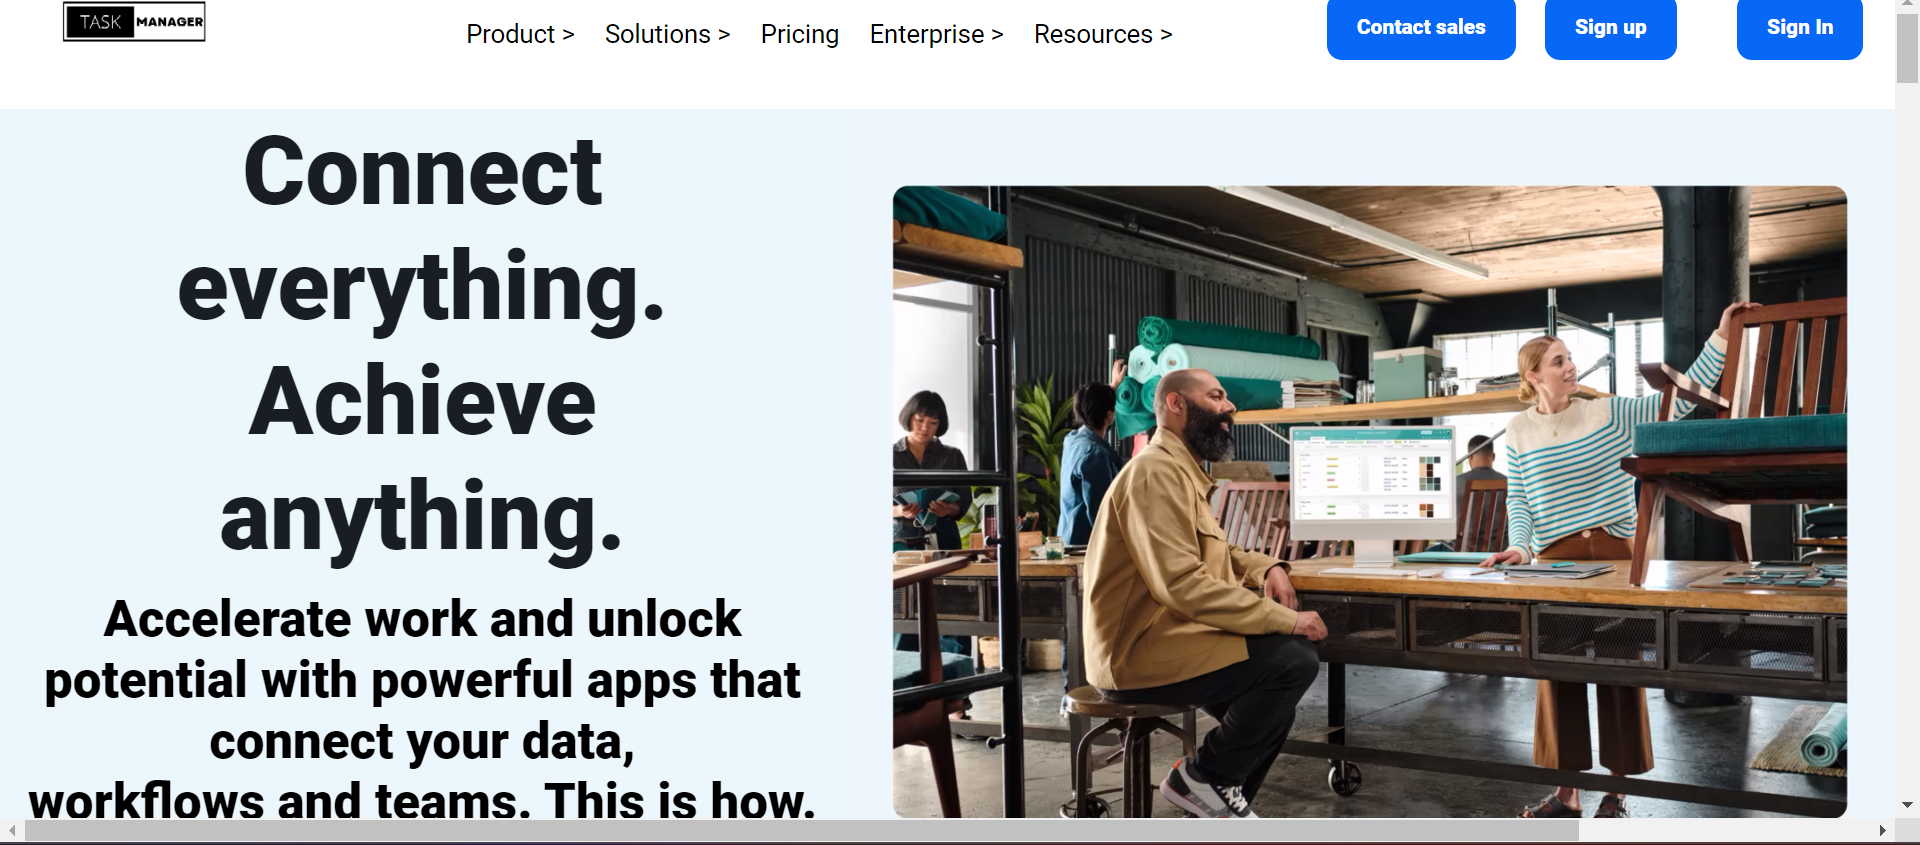 TASK MANAGER
Product > Solutions > Pricing Enterprise > Resources > Contact sales Sign up Sign In
Connect
everything.
Achieve
anything.
Accelerate work and unlock
potential with powerful apps that
connect your data,
workflows and teams. This is how.